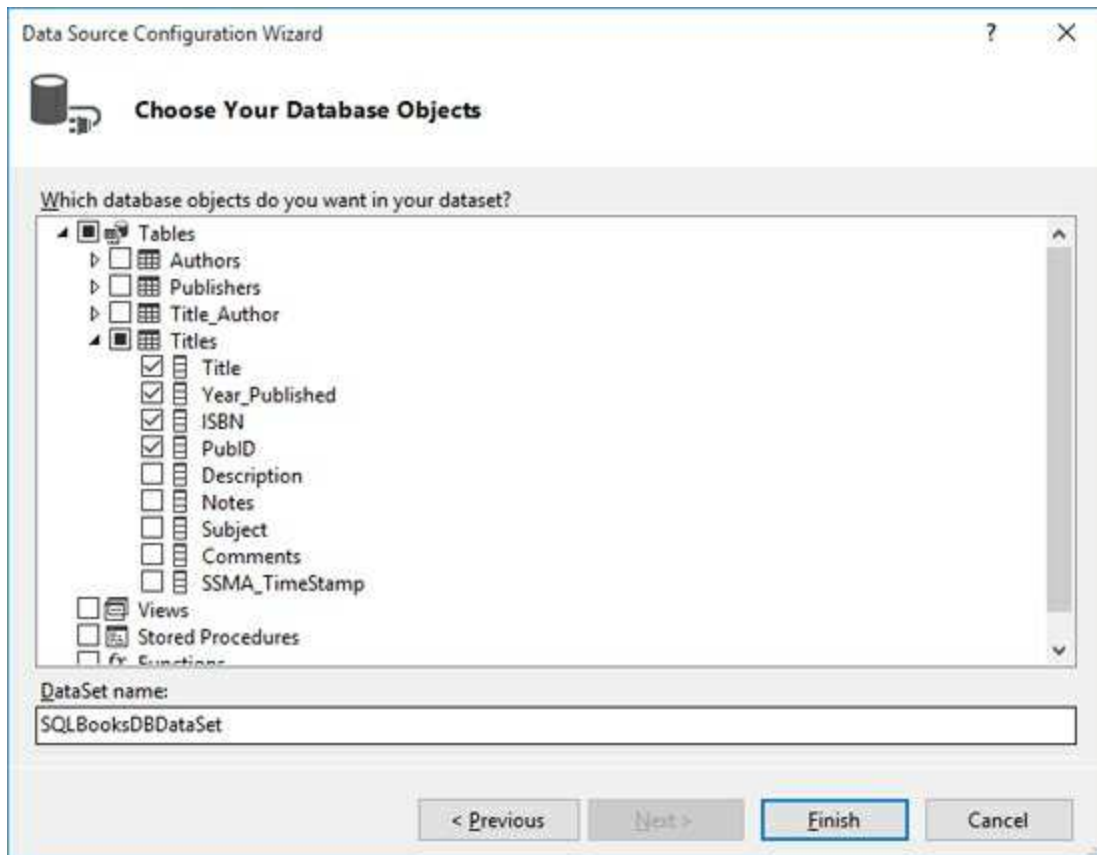 Data Source Configuration Wizard
?
Choose Your Database Objects
Which database objects do you want in your dataset?
Tables
Authors
Publishers
Title_Author
Titles
Title
Year_Published
ISBN
PubID
Description
Notes
Subject
Comments
SSMA_TimeStamp
Views
Stored Procedures
fx Functions
DataSet name:
SQLBooksDBDataSet
< Previous Next > Finish Cancel